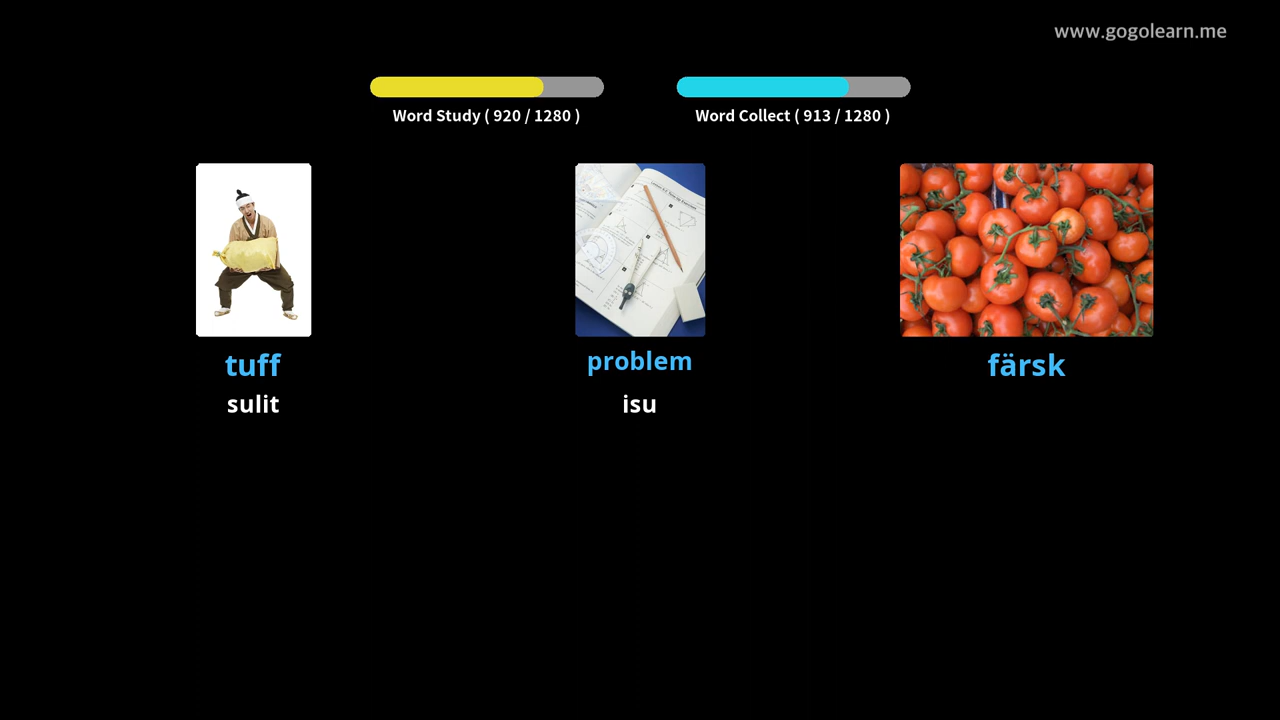 www.gogolearn.me
Word Study ( 920 / 1280 )
Word Collect ( 913 / 1280 )
tuff
problem
färsk
sulit
isu